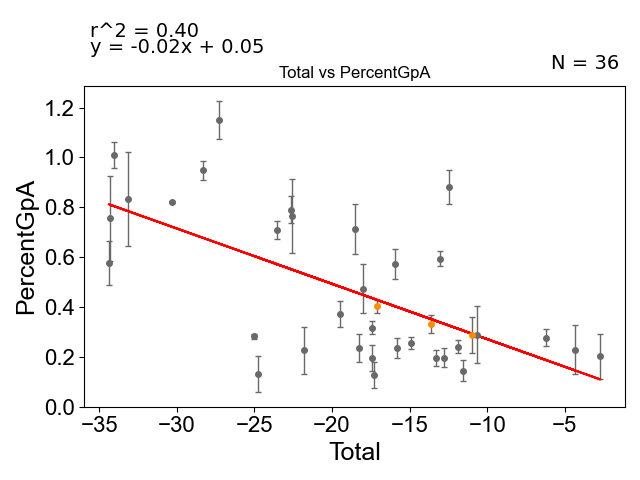 r^2 = 0.40
y = -0.02x + 0.05
N = 36
Total vs PercentGpA
PercentGpA
1.2
1.0
0.8
0.6
0.4
0.2
0.0
−35 −30 −25 −20 −15 −10 −5
Total